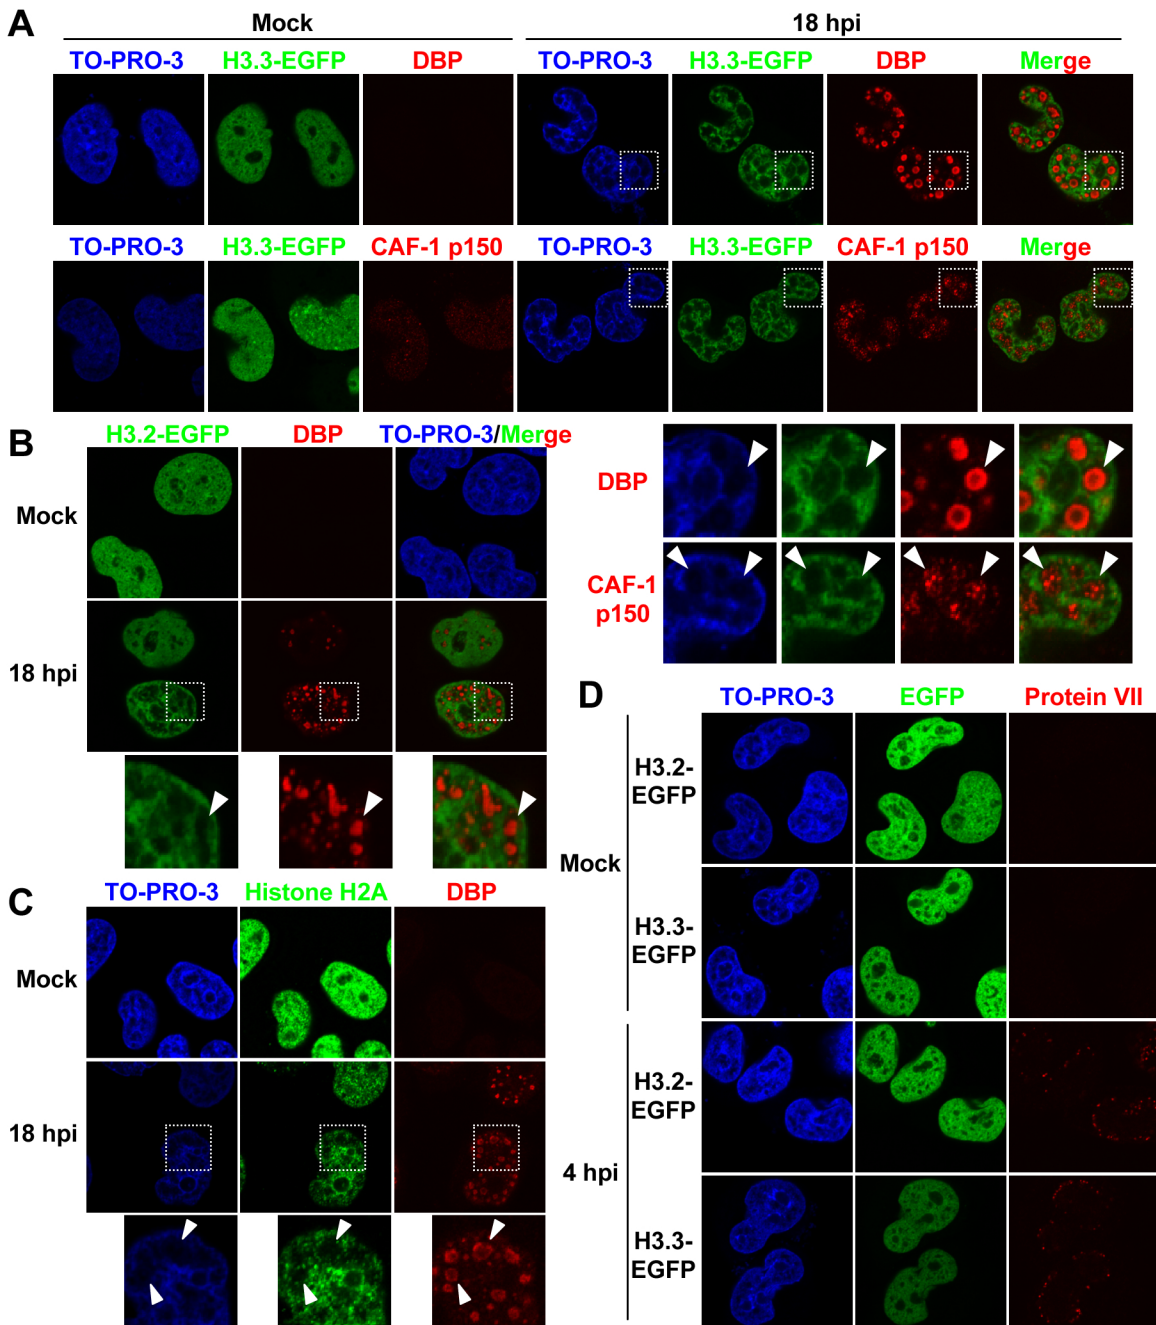 A
Mock
18 hpi
TO-PRO-3 H3.3-EGFP DBP TO-PRO-3 H3.3-EGFP DBP Merge
TO-PRO-3 H3.3-EGFP CAF-1 p150 TO-PRO-3 H3.3-EGFP CAF-1 p150 Merge
DBP
CAF-1
p150
B
H3.2-EGFP DBP TO-PRO-3/Merge
Mock
18 hpi
C
TO-PRO-3 Histone H2A DBP
Mock
18 hpi
D
TO-PRO-3 EGFP Protein VII
Mock
H3.2-
EGFP
H3.3-
EGFP
4 hpi
H3.2-
EGFP
H3.3-
EGFP